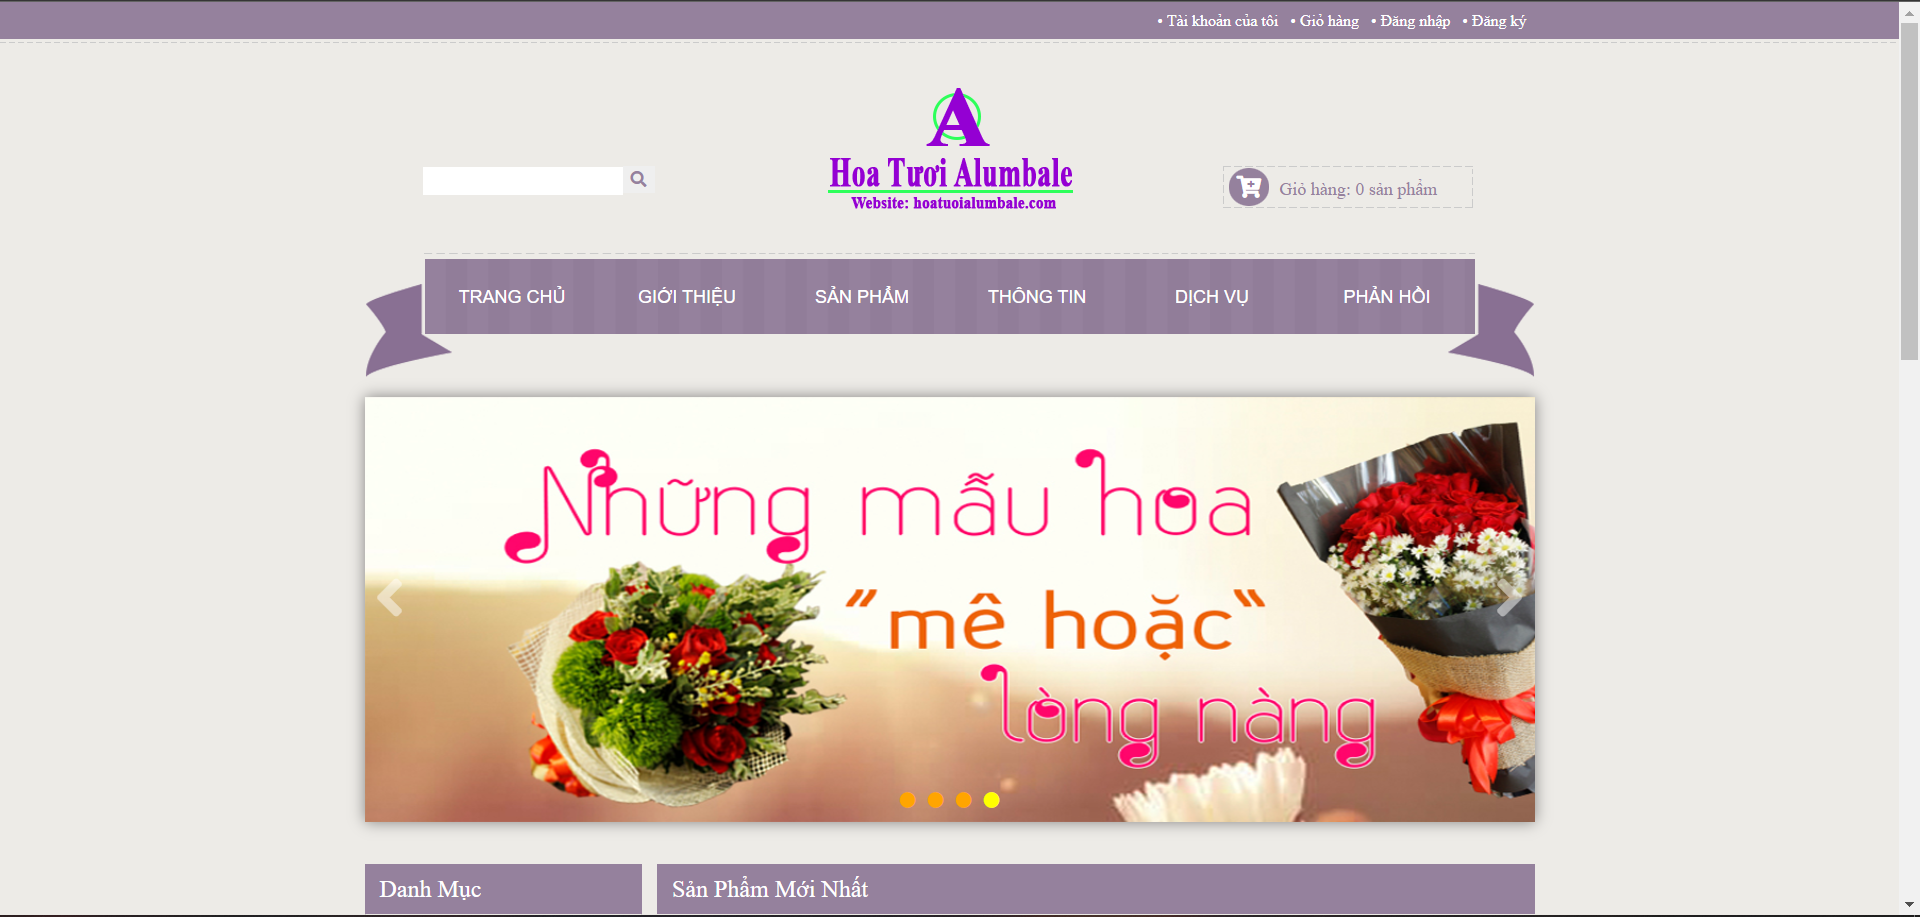 • Tài khoản của tôi • Giỏ hàng • Đăng nhập • Đăng ký
A
Hoa Tươi Alumbale
Website: hoatuoialumbale.com
Giỏ hàng: 0 sản phẩm
TRANG CHỦ GIỚI THIỆU SẢN PHẨM THÔNG TIN DỊCH VỤ PHẢN HỒI
Những mẫu hoa
"mê hoặc"
lòng nàng
Danh Mục
Sản Phẩm Mới Nhất